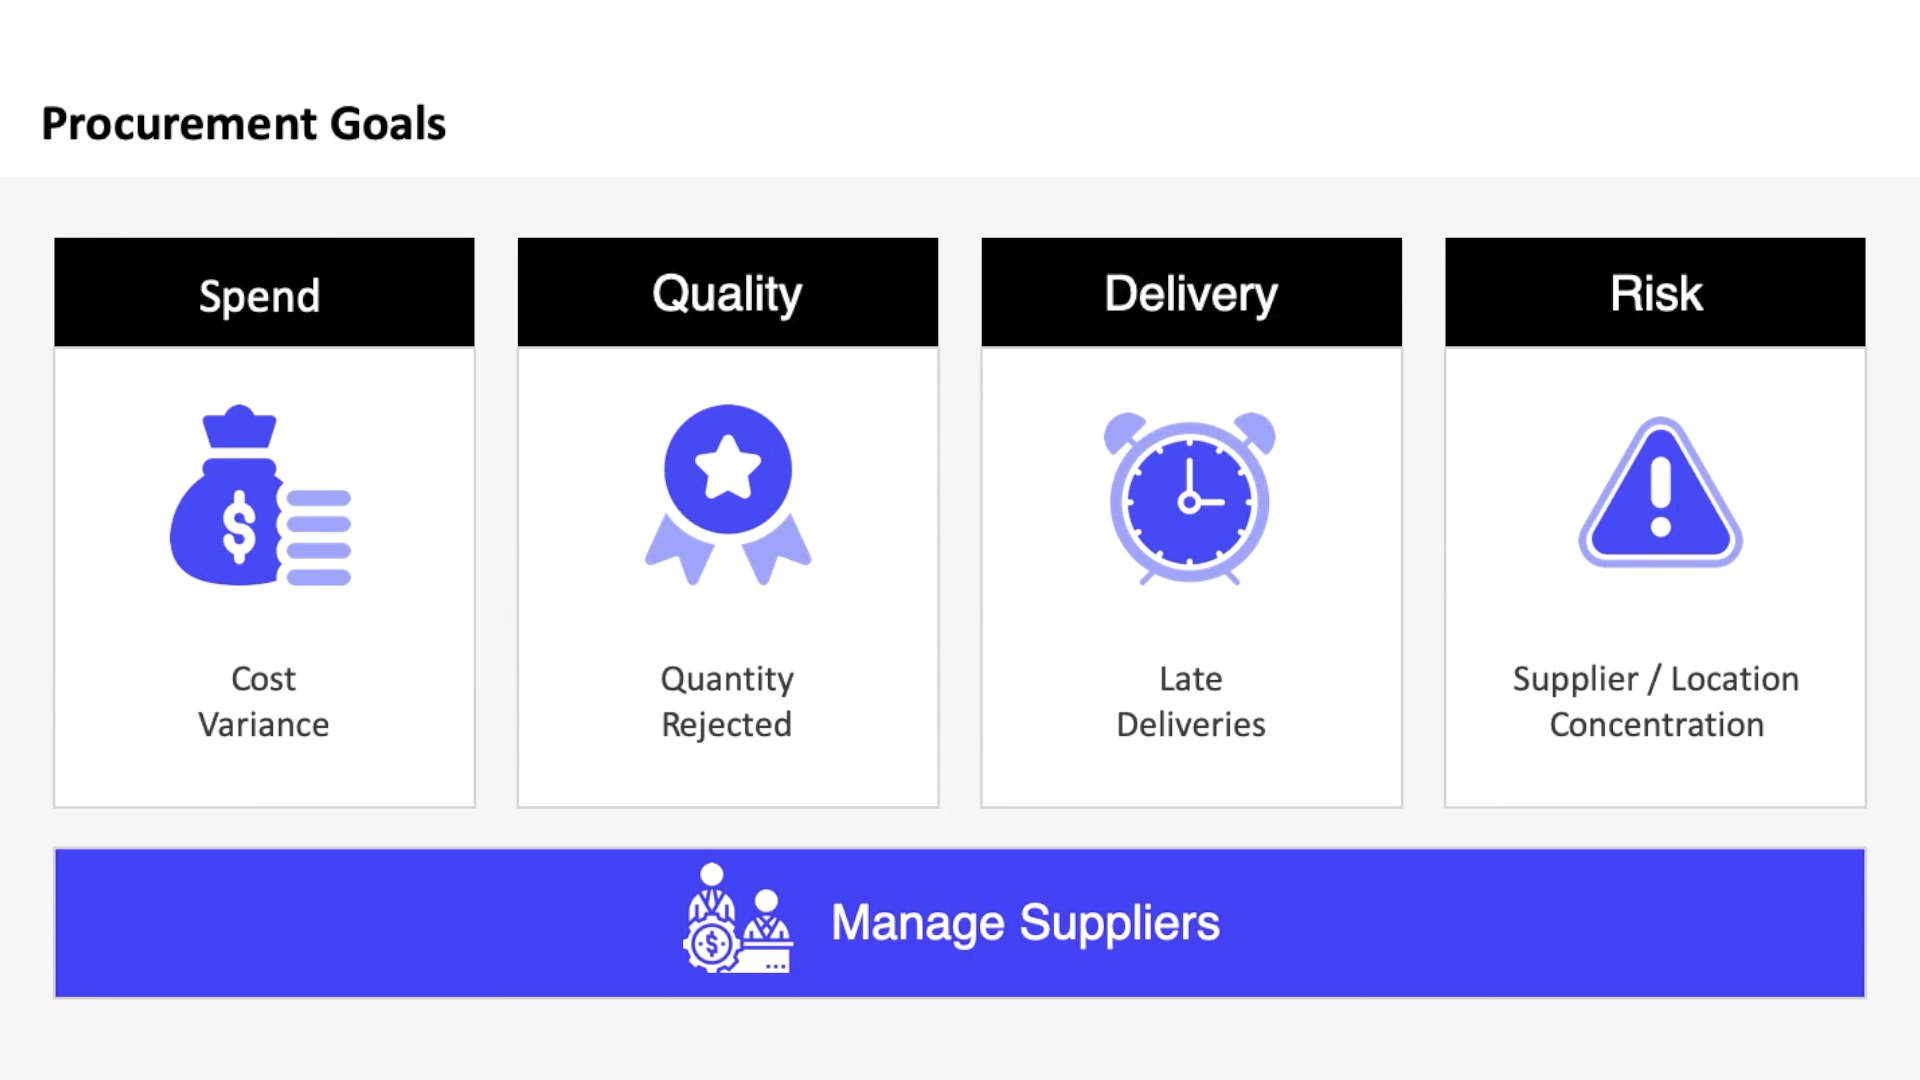 Procurement Goals
Spend
Quality
Delivery
Risk
$
Cost
Variance
Quantity
Rejected
Late
Deliveries
Supplier / Location
Concentration
$
Manage Suppliers